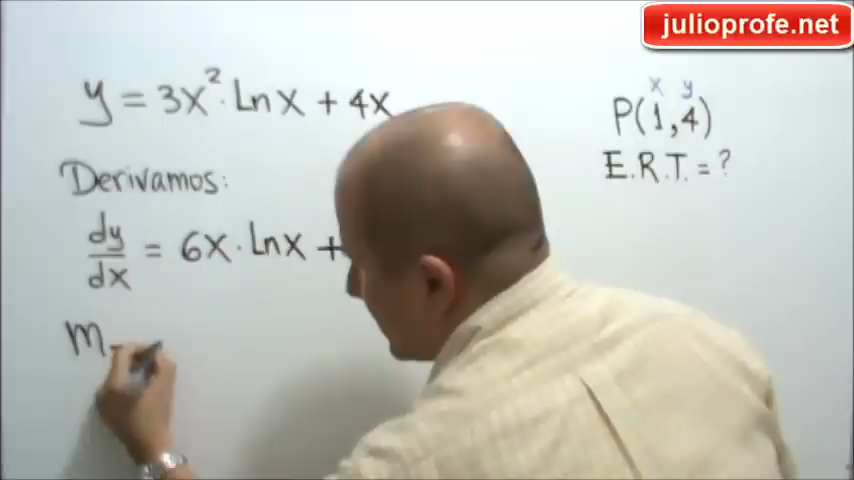 julioprofe.net
y = 3x² · Ln x + 4x
x y
P(1,4)
E.R.T. = ?
Derivamos:
dy/dx = 6x · Ln x +
m